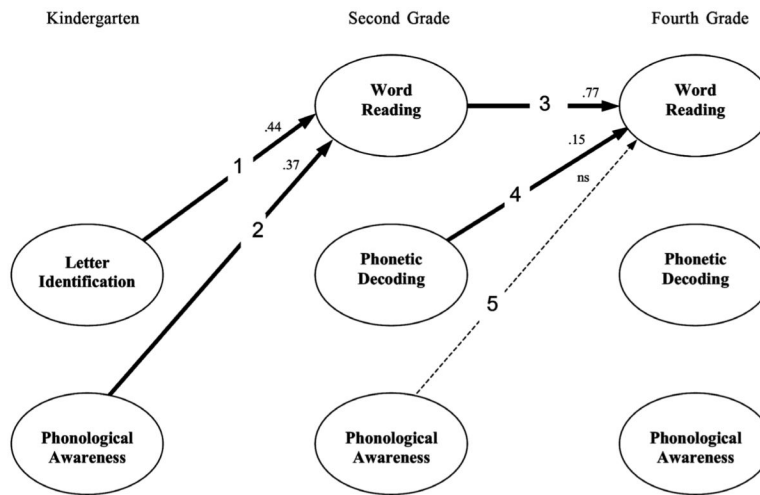 Kindergarten
Second Grade
Fourth Grade
Word
Reading
Word
Reading
.44
.37
3
.77
.15
ns
1
2
4
5
Letter
Identification
Phonetic
Decoding
Phonetic
Decoding
Phonological
Awareness
Phonological
Awareness
Phonological
Awareness